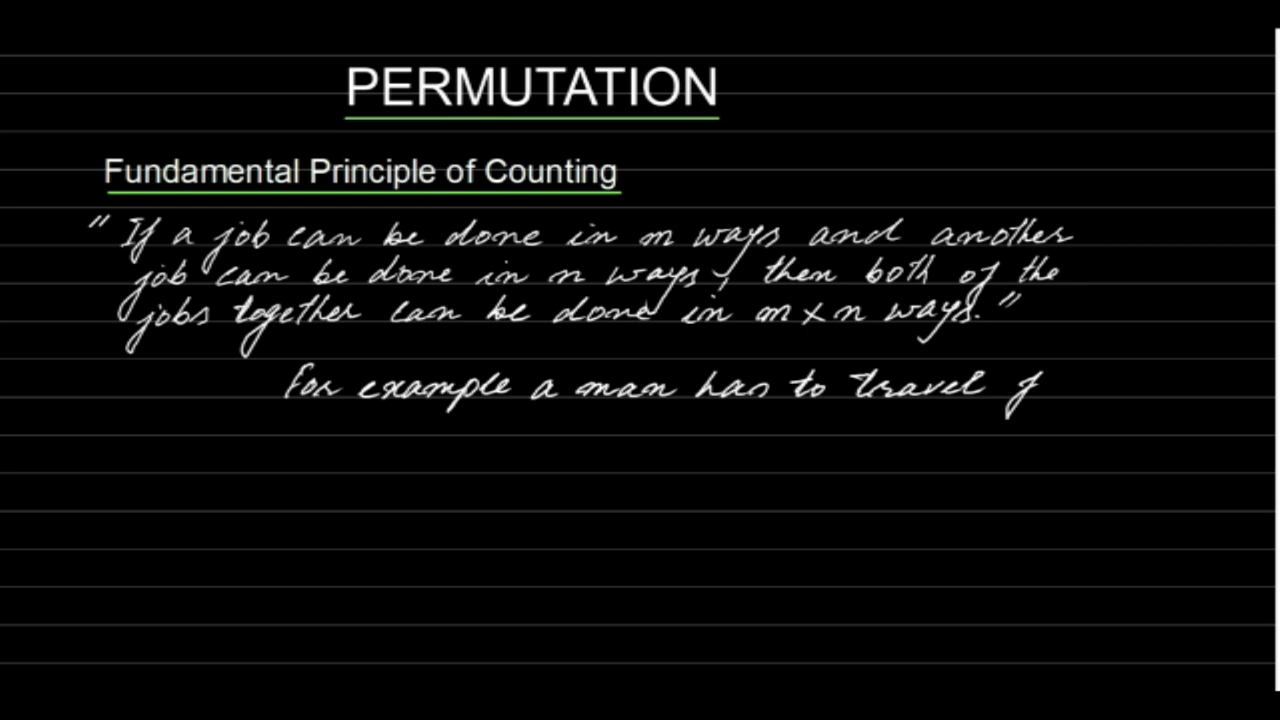 PERMUTATION
Fundamental Principle of Counting
" If a job can be done in m ways and another
job can be done in n ways, then both of the
jobs together can be done in m x n ways."
For example a man has to travel f